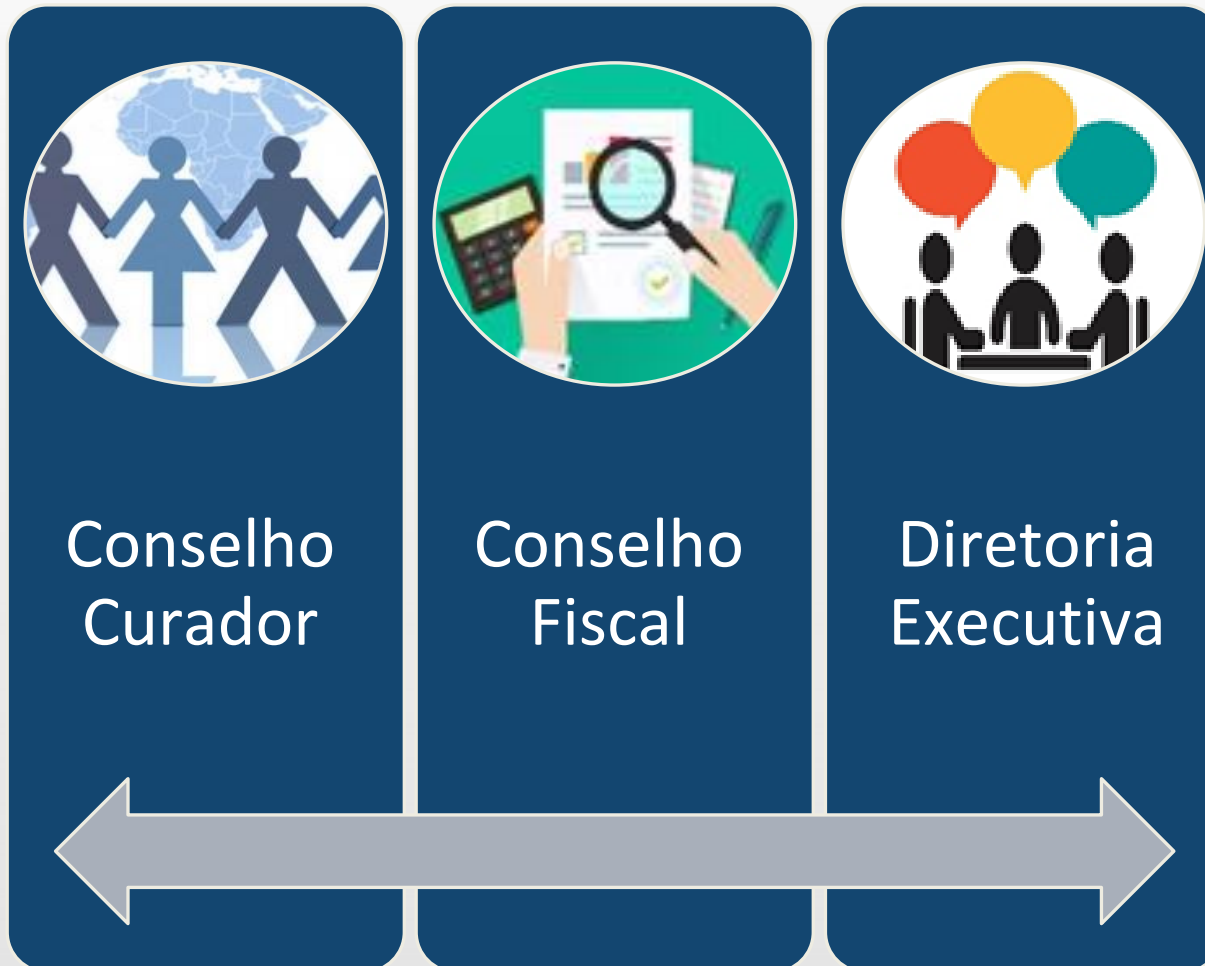 Conselho
Curador
Conselho
Fiscal
Diretoria
Executiva